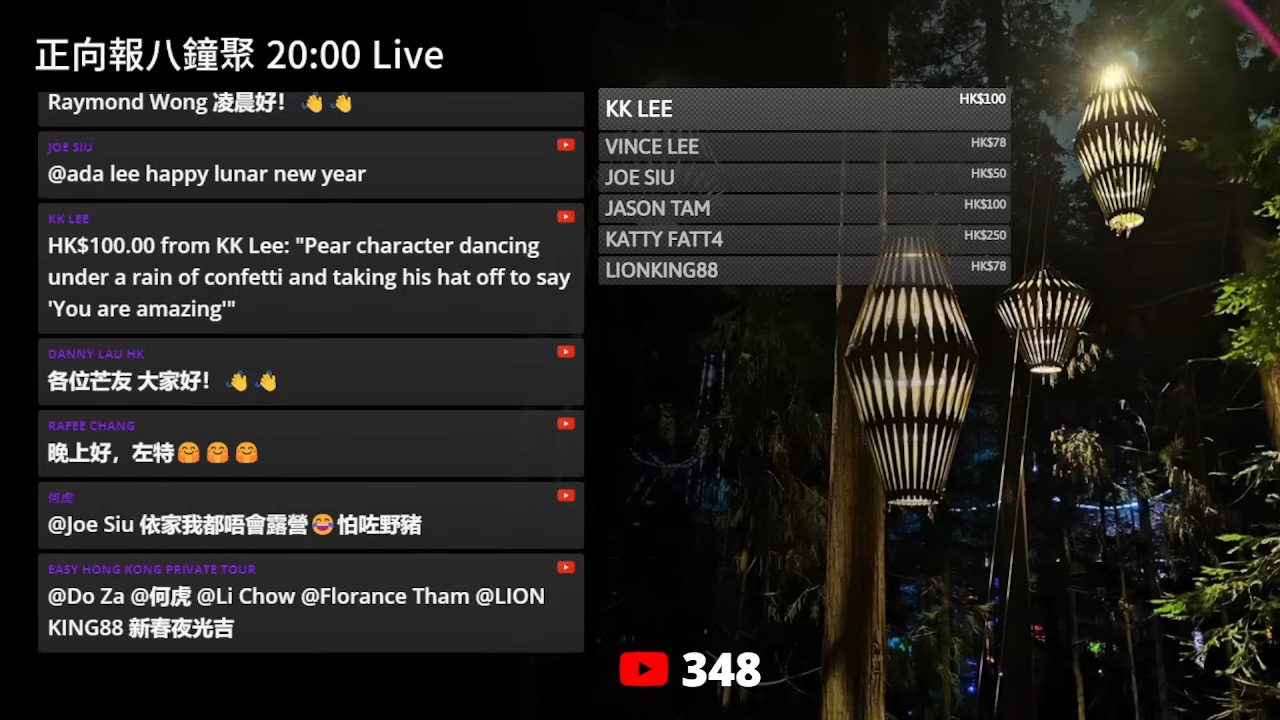 正向報八鐘聚 20:00 Live
Raymond Wong 凌晨好! 👋 👋
JOE SIU
@ada lee happy lunar new year
KK LEE
HK$100.00 from KK Lee: "Pear character dancing
under a rain of confetti and taking his hat off to say
'You are amazing'"
DANNY LAU HK
各位芒友 大家好! 👋 👋
RAFEE CHANG
晚上好，左特🤗 🤗 🤗
何虎
@Joe Siu 依家我都唔會露營😂怕咗野豬
EASY HONG KONG PRIVATE TOUR
@Do Za @何虎 @Li Chow @Florance Tham @LION
KING88 新春夜光吉
KK LEE HK$100
VINCE LEE HK$78
JOE SIU HK$50
JASON TAM HK$100
KATTY FATT4 HK$250
LIONKING88 HK$78
348